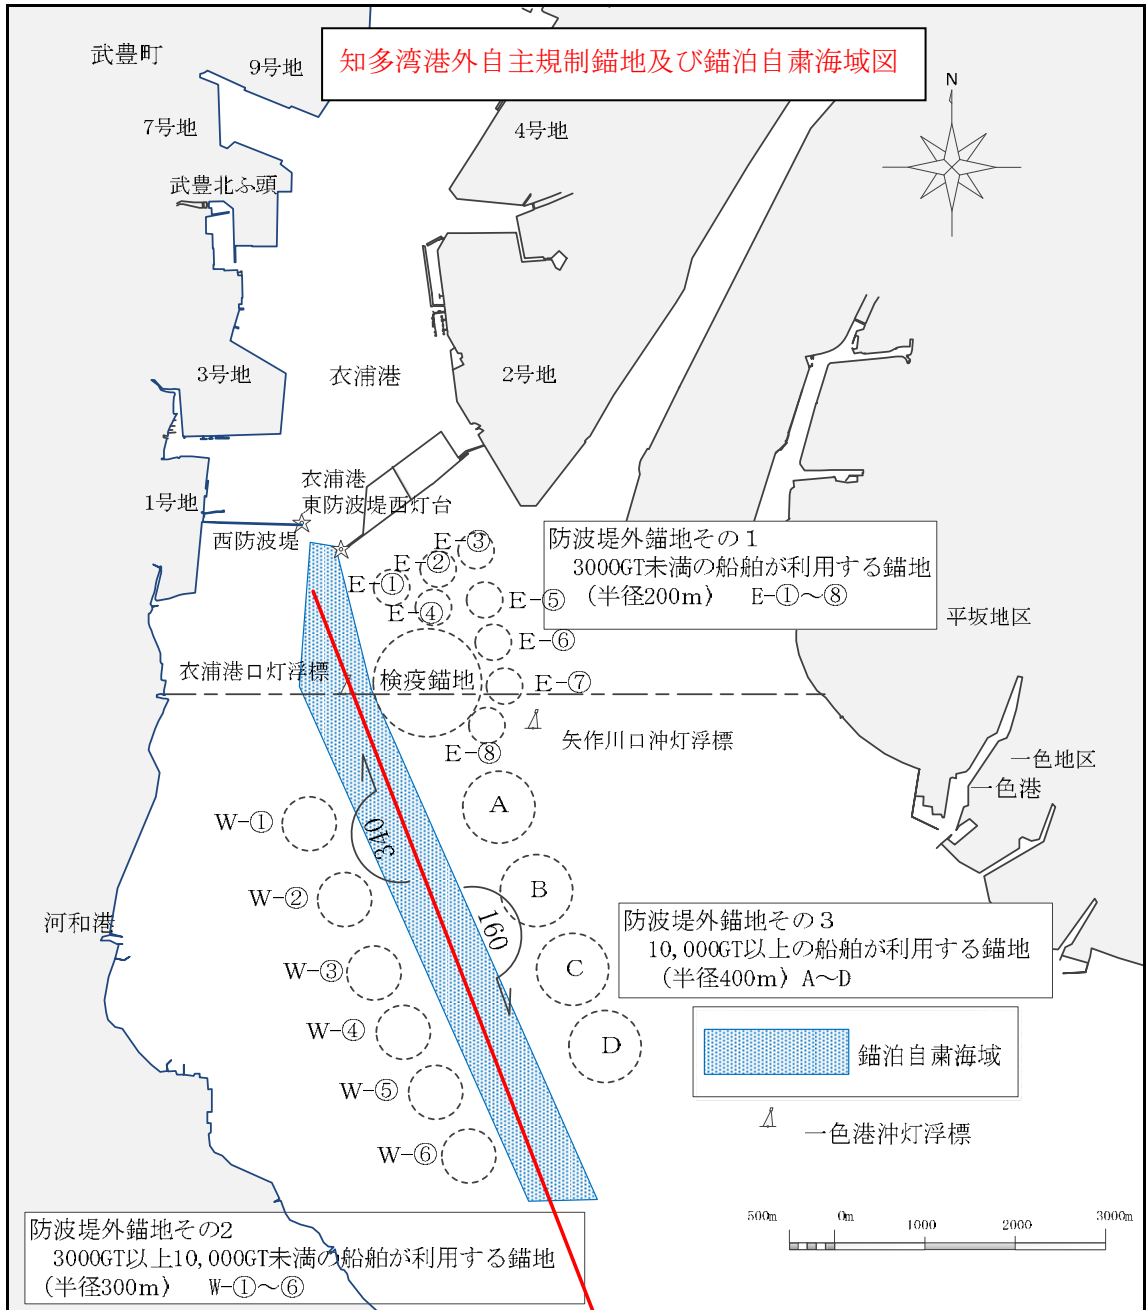 武豊町
知多湾港外自主規制錨地及び錨泊自粛海域図
9号地
N
7号地
4号地
武豊北ふ頭
3号地
衣浦港
2号地
衣浦港
東防波堤西灯台
1号地
西防波堤
E-③
E-②
E-①
E-④
E-⑤
E-⑥
E-⑦
E-⑧
防波堤外錨地その1
3000GT未満の船舶が利用する錨地
(半径200m) E-①～⑧
平坂地区
衣浦港口灯浮標
検疫錨地
矢作川口沖灯浮標
一色地区
一色港
A
W-①
340
W-②
B
河和港
160
防波堤外錨地その3
10,000GT以上の船舶が利用する錨地
(半径400m) A～D
W-③
C
W-④
D
錨泊自粛海域
W-⑤
一色港沖灯浮標
W-⑥
500m 0m 1000 2000 3000m
防波堤外錨地その2
3000GT以上10,000GT未満の船舶が利用する錨地
(半径300m) W-①～⑥